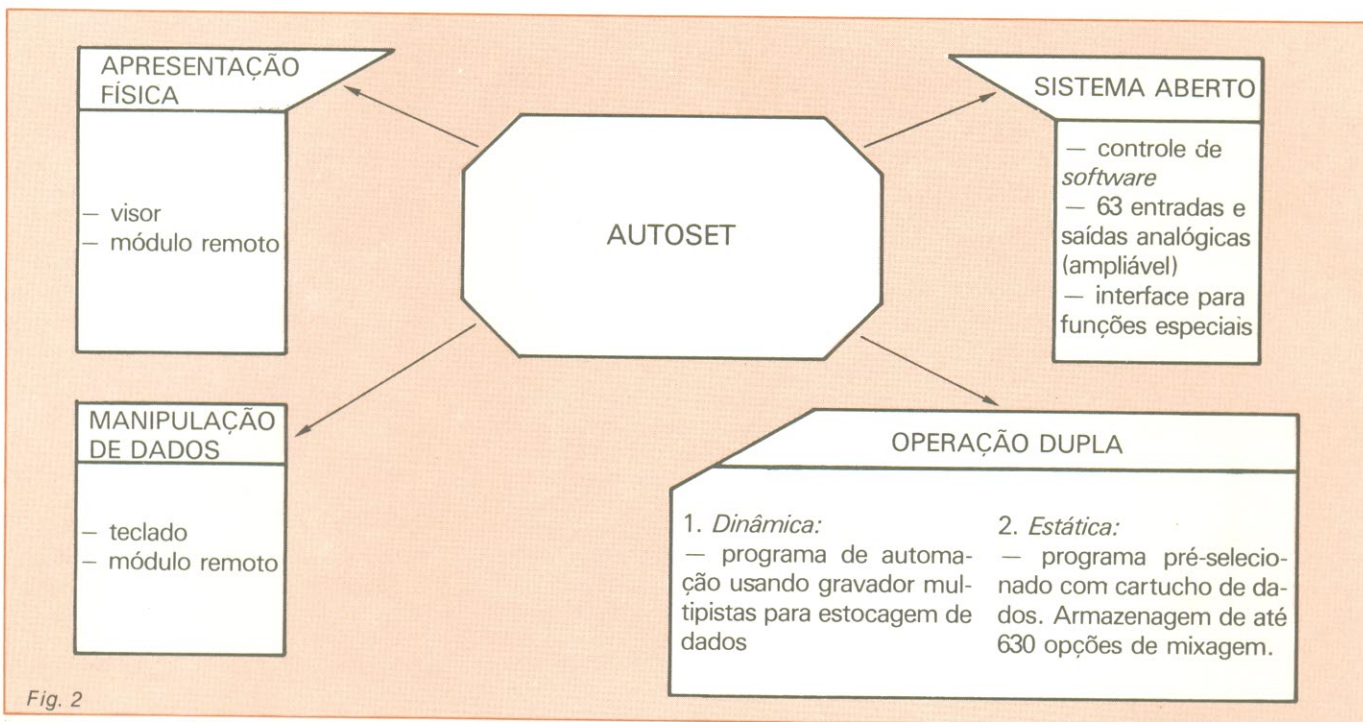 APRESENTAÇÃO
FÍSICA
— visor
— módulo remoto
AUTOSET
SISTEMA ABERTO
— controle de
software
— 63 entradas e
saídas analógicas
(ampliável)
— interface para
funções especiais
MANIPULAÇÃO
DE DADOS
— teclado
— módulo remoto
OPERAÇÃO DUPLA
1. Dinâmica:
— programa de automa-
ção usando gravador mul-
tipistas para estocagem de
dados
2. Estática:
— programa pré-selecio-
nado com cartucho de da-
dos. Armazenagem de até
630 opções de mixagem.
Fig. 2